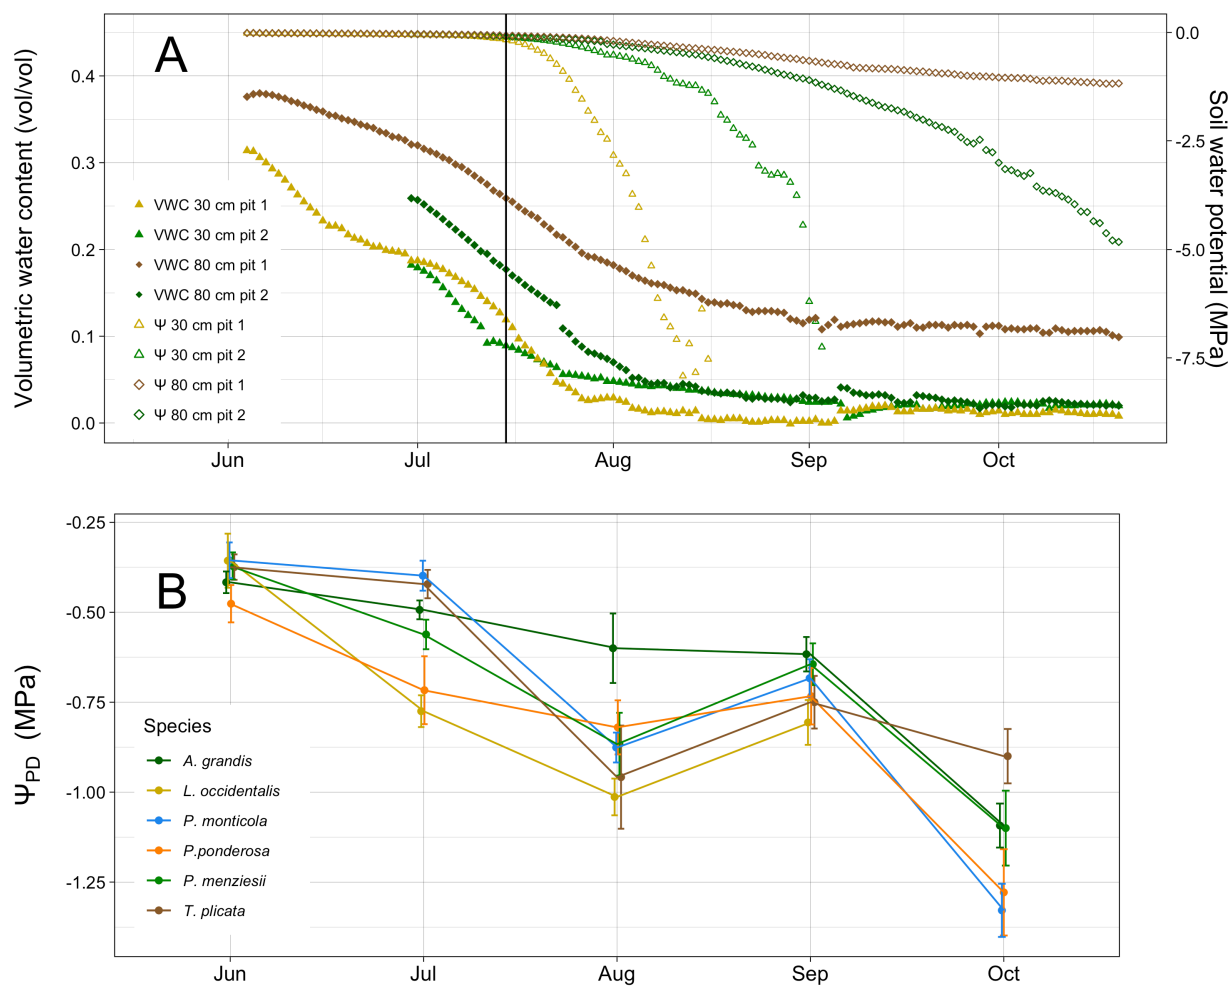 A
Volumetric water content (vol/vol)
0.4
0.3
0.2
0.1
0.0
0.0
-2.5
-5.0
-7.5
Soil water potential (MPa)
VWC 30 cm pit 1
VWC 30 cm pit 2
VWC 80 cm pit 1
VWC 80 cm pit 2
Ψ 30 cm pit 1
Ψ 30 cm pit 2
Ψ 80 cm pit 1
Ψ 80 cm pit 2
Jun Jul Aug Sep Oct
B
ΨPD (MPa)
-0.25
-0.50
-0.75
-1.00
-1.25
Species
A. grandis
L. occidentalis
P. monticola
P.ponderosa
P. menziesii
T. plicata
Jun Jul Aug Sep Oct